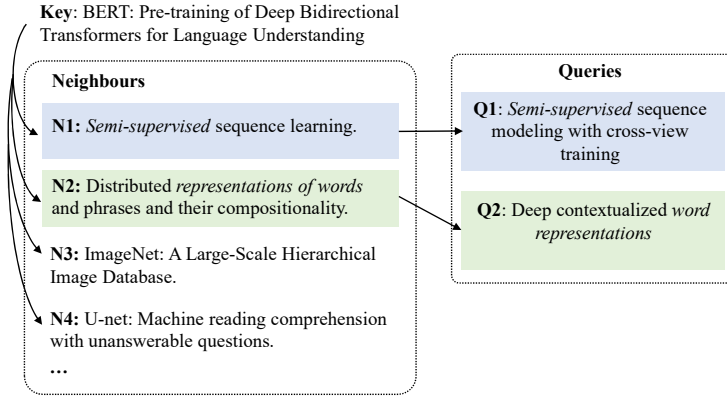 Key: BERT: Pre-training of Deep Bidirectional
Transformers for Language Understanding
Neighbours
N1: Semi-supervised sequence learning.
N2: Distributed representations of words
and phrases and their compositionality.
N3: ImageNet: A Large-Scale Hierarchical
Image Database.
N4: U-net: Machine reading comprehension
with unanswerable questions.
...
Queries
Q1: Semi-supervised sequence
modeling with cross-view
training
Q2: Deep contextualized word
representations